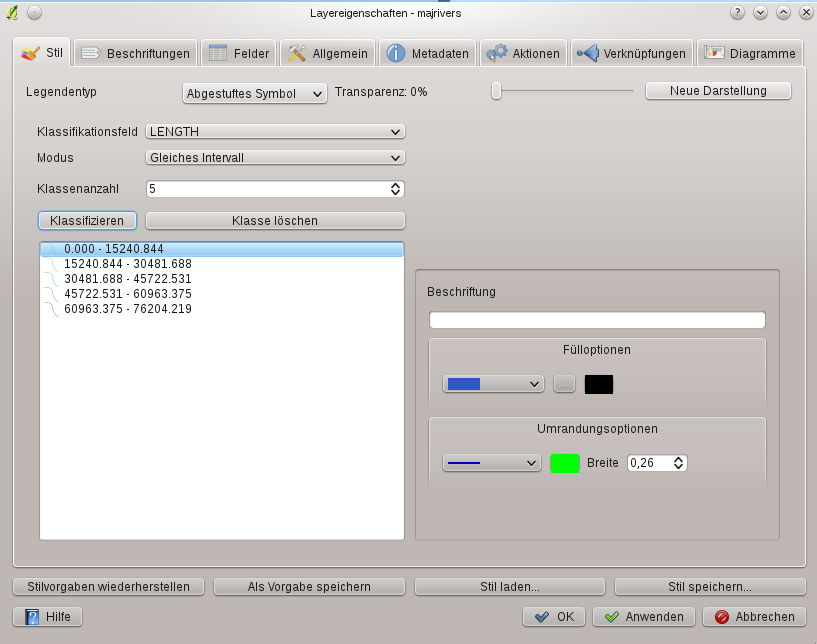 Layereigenschaften - majrivers
Stil Beschriftungen Felder Allgemein Metadaten Aktionen Verknüpfungen Diagramme
Legendentyp Abgestuftes Symbol Transparenz: 0% Neue Darstellung
Klassifikationsfeld LENGTH
Modus Gleiches Intervall
Klassenanzahl 5
Klassifizieren Klasse löschen
0.000 - 15240.844
15240.844 - 30481.688
30481.688 - 45722.531
45722.531 - 60963.375
60963.375 - 76204.219
Beschriftung
Fülloptionen
...
Umrandungsoptionen
Breite 0,26
Stilvorgaben wiederherstellen Als Vorgabe speichern Stil laden... Stil speichern...
Hilfe OK Anwenden Abbrechen